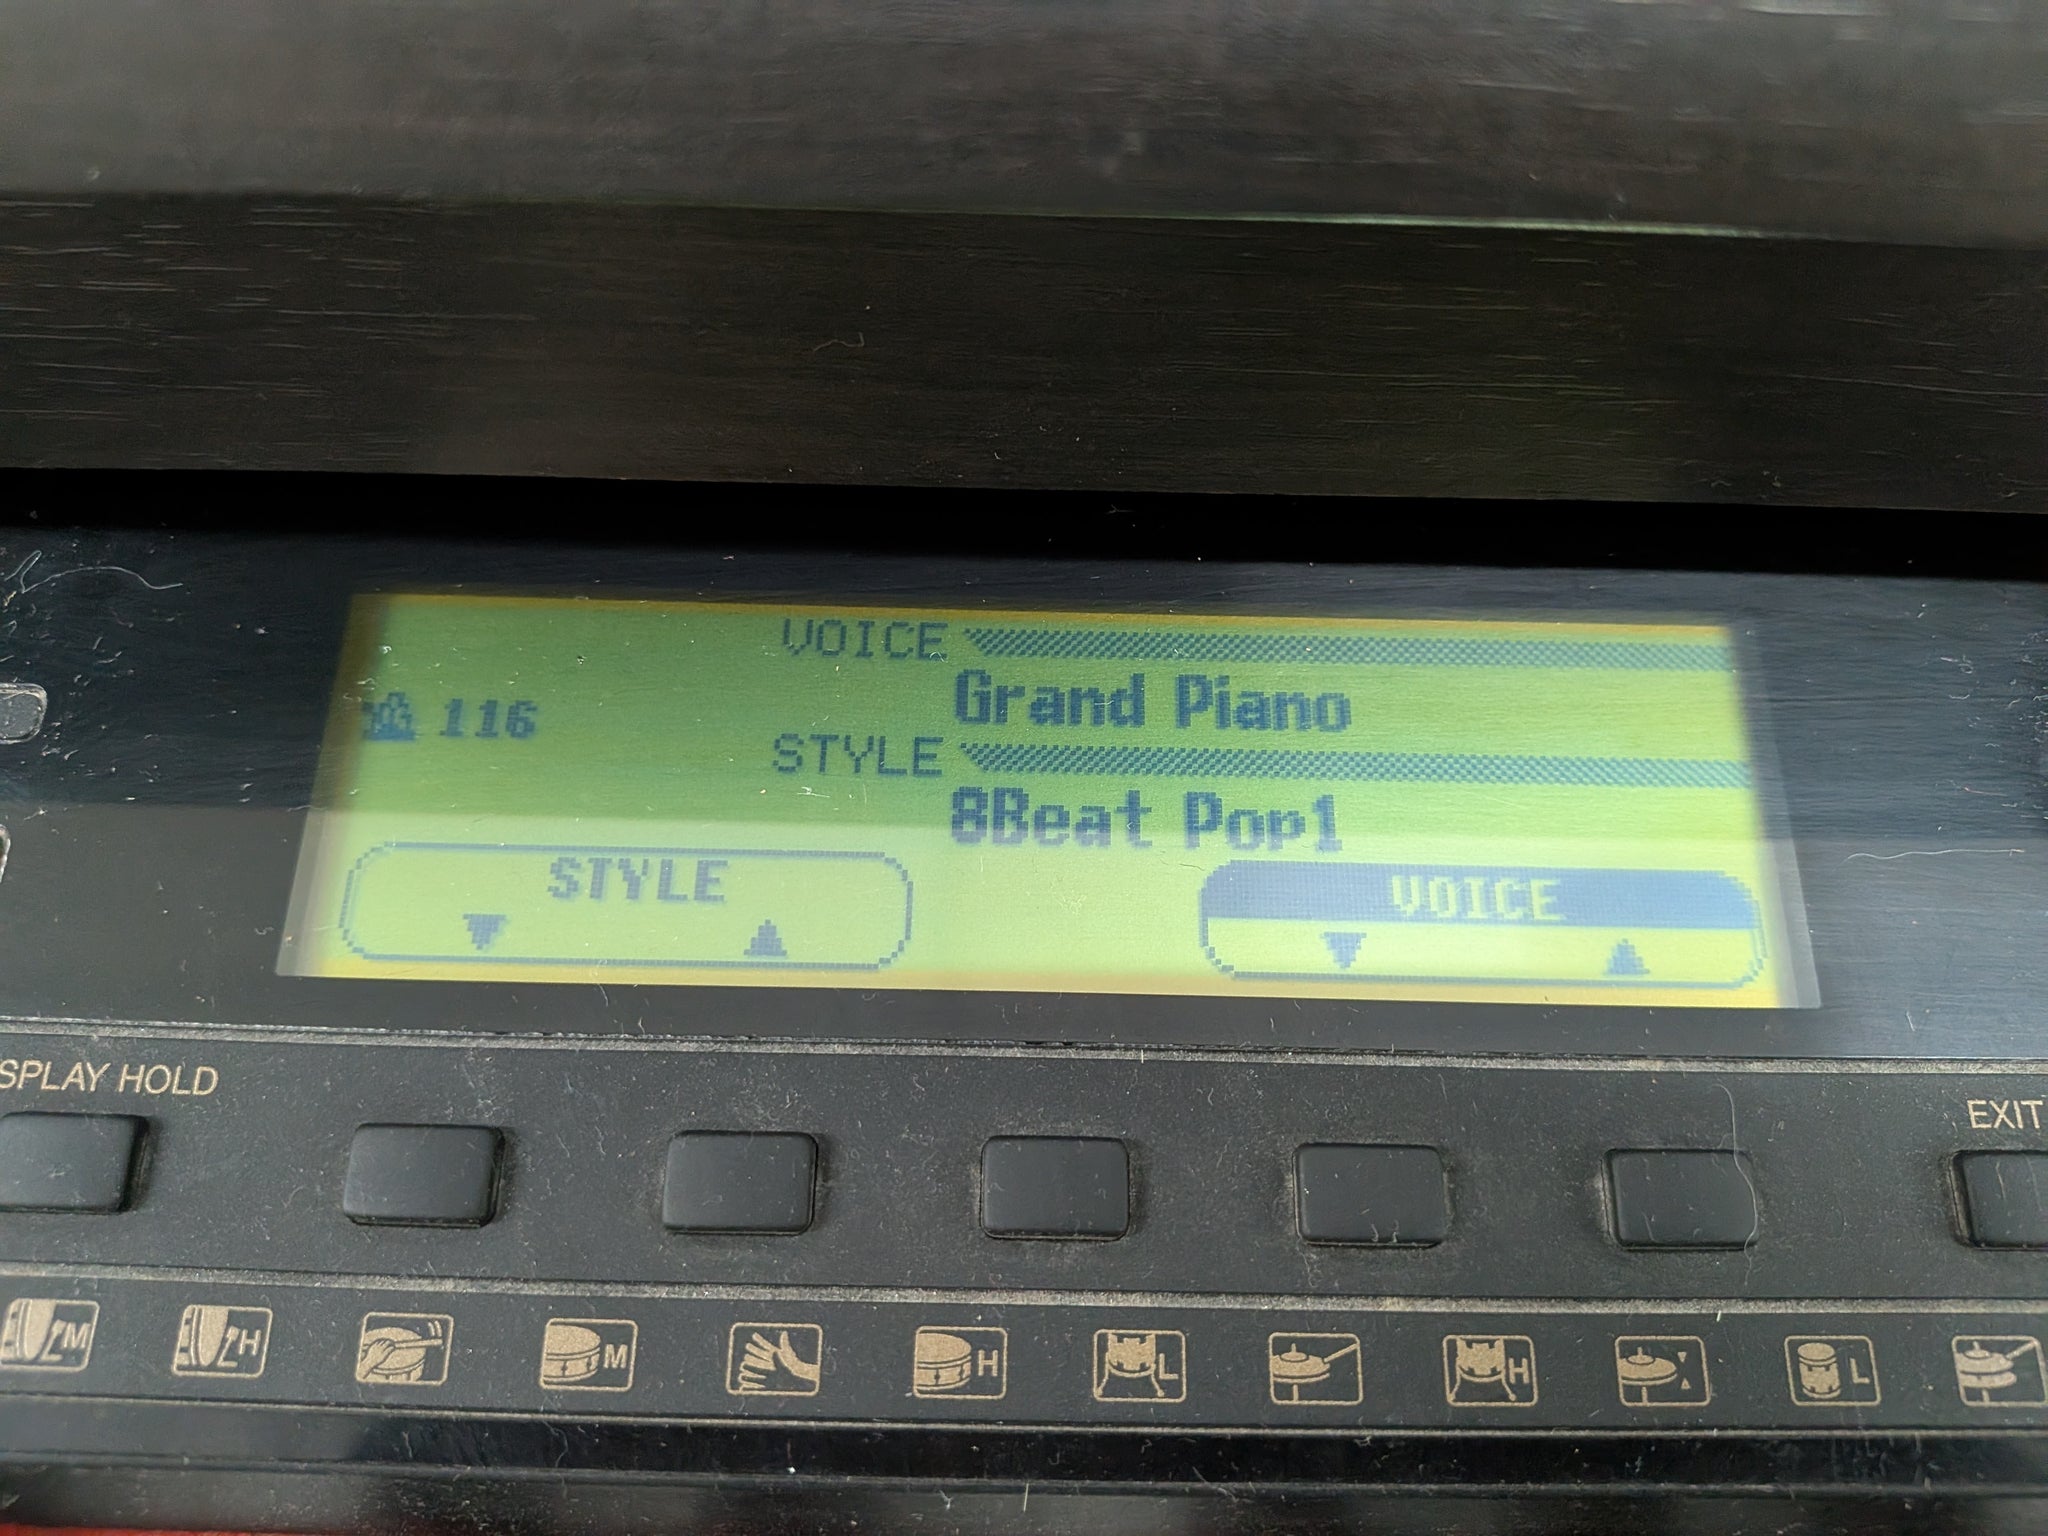 VOICE
Grand Piano
116
STYLE
8Beat Pop1
STYLE
VOICE
SPLAY HOLD
EXIT
M
H
M
H
L
H
L